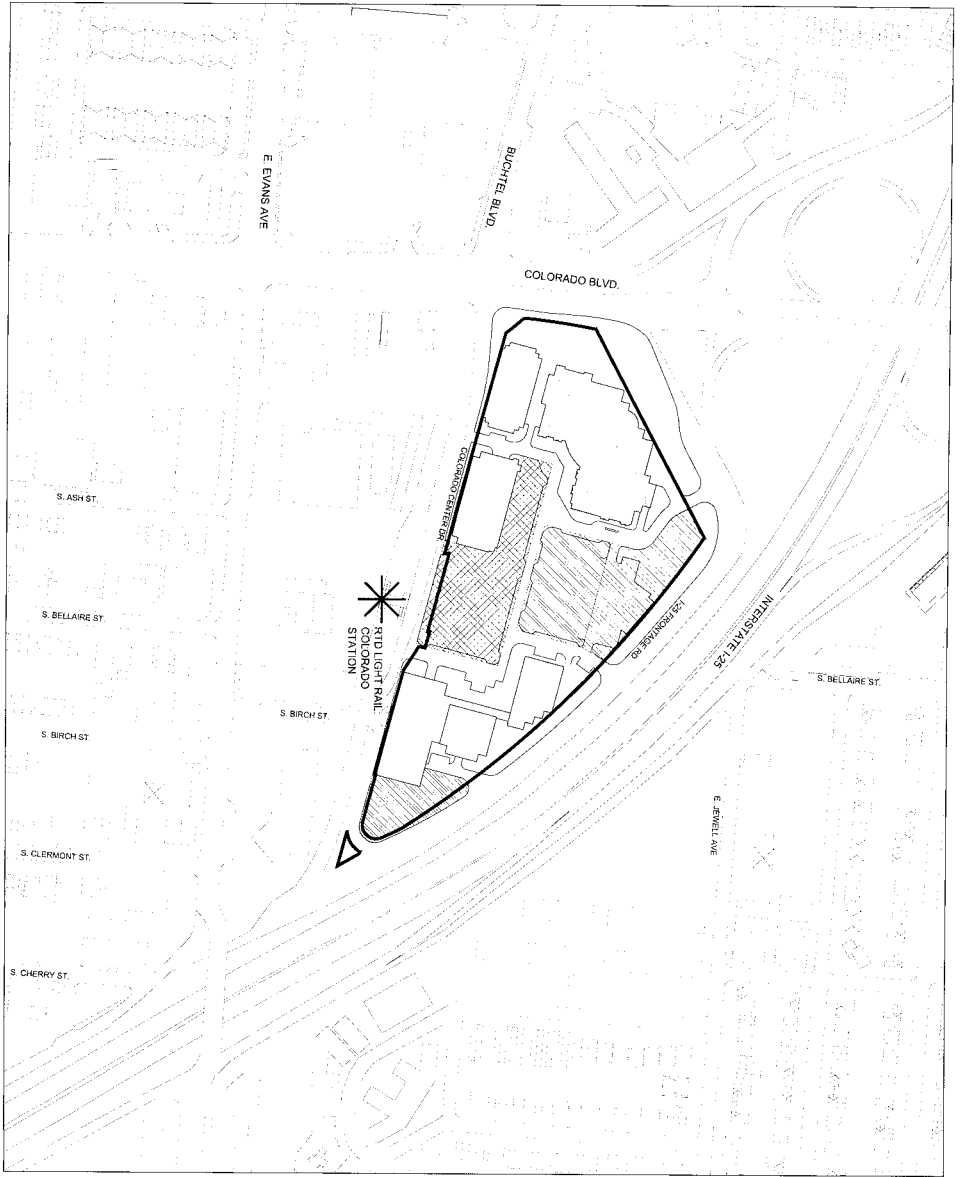 E. EVANS AVE
BUCHTEL BLVD.
COLORADO BLVD.
COLORADO CENTER DR.
S. ASH ST.
S. BELLAIRE ST.
RTD LIGHT RAIL
COLORADO
STATION
I-25 FRONTAGE RD
INTERSTATE I-25
S. BELLAIRE ST.
S. BIRCH ST.
S. BIRCH ST.
E. JEWELL AVE
S. CLERMONT ST.
S. CHERRY ST.